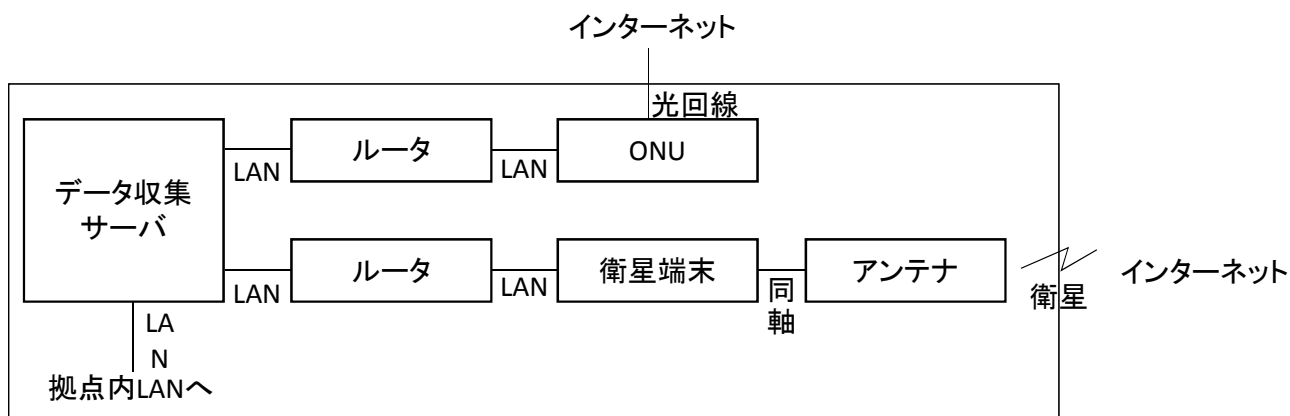 インターネット
光回線
データ収集
サーバ
LAN
ルータ
LAN
ONU
LAN
ルータ
LAN
衛星端末
同
軸
アンテナ
衛星
インターネット
LA
N
拠点内LANへ